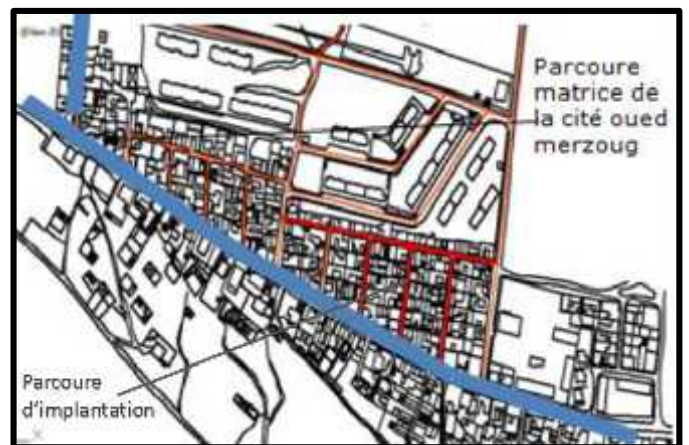 Parcoure
matrice de
la cité oued
merzoug
Parcoure
d'implantation